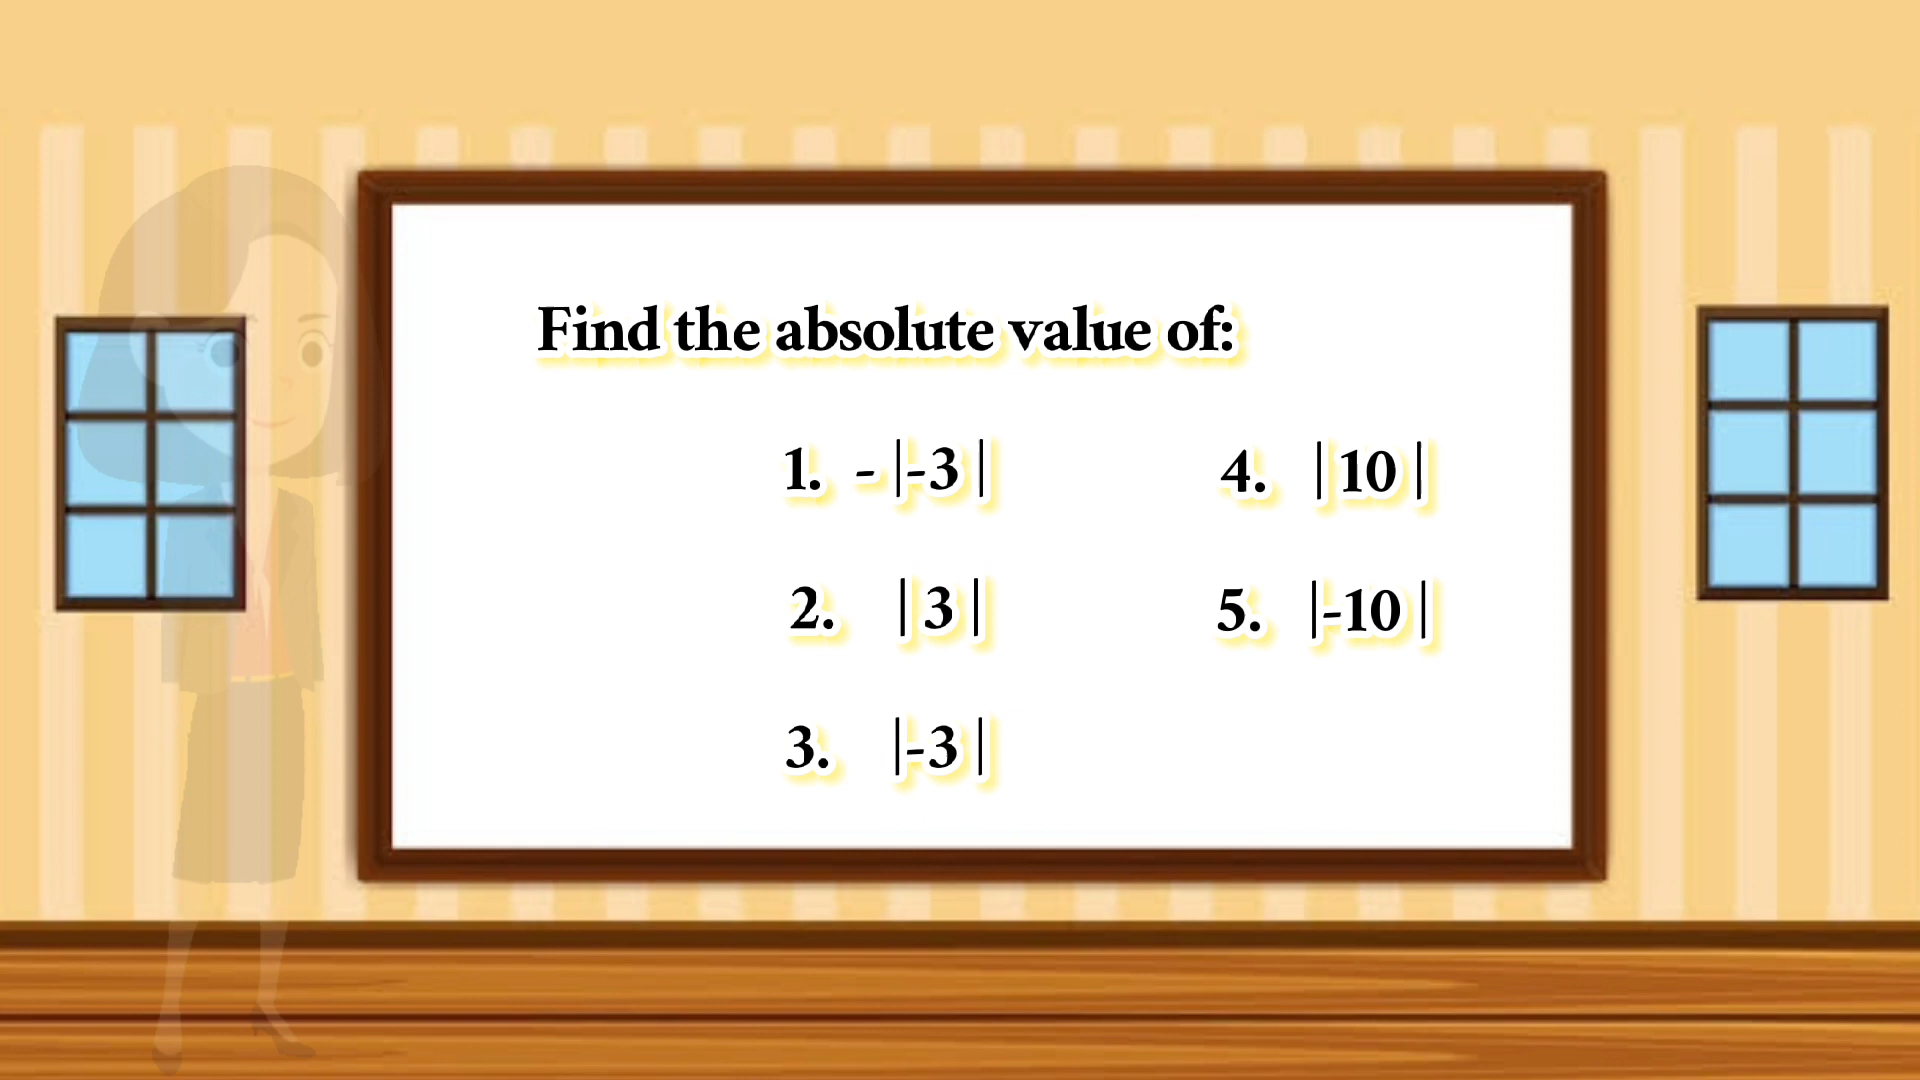 Find the absolute value of:
1. - |-3 |
4. | 10 |
2. | 3 |
5. |-10 |
3. |-3 |